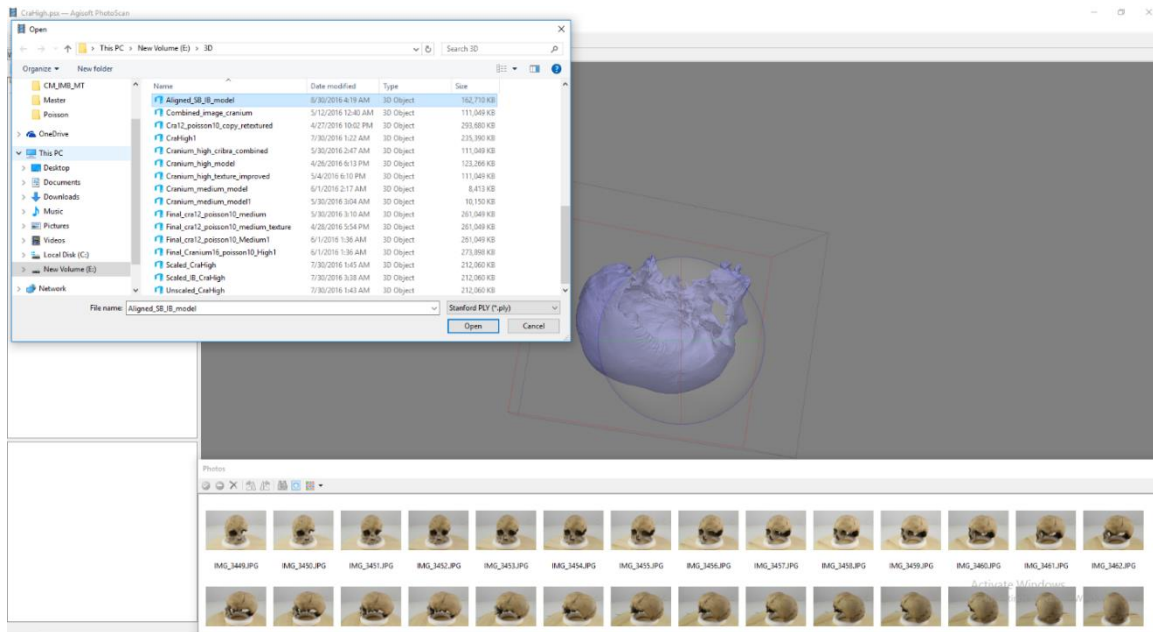 CraHigh.psx — Agisoft PhotoScan
Open
This PC > New Volume (E:) > 3D
Search 3D
Organize
New folder
CM_IMB_MT
Master
Poisson
OneDrive
This PC
Desktop
Documents
Downloads
Music
Pictures
Videos
Local Disk (C:)
New Volume (E:)
Network
Name Date modified Type Size
Aligned_SB_IB_model 8/30/2016 4:19 AM 3D Object 162,710 KB
Combined_image_cranium 5/12/2016 12:40 AM 3D Object 111,049 KB
Cra12_poisson10_copy_retextured 4/27/2016 10:02 PM 3D Object 293,680 KB
CraHigh1 7/30/2016 1:22 AM 3D Object 235,390 KB
Cranium_high_cribra_combined 5/30/2016 2:47 AM 3D Object 111,049 KB
Cranium_high_model 4/26/2016 6:13 PM 3D Object 123,266 KB
Cranium_high_texture_improved 5/4/2016 6:10 PM 3D Object 111,049 KB
Cranium_medium_model 6/1/2016 2:17 AM 3D Object 8,413 KB
Cranium_medium_model1 5/30/2016 3:04 AM 3D Object 10,150 KB
Final_cra12_poisson10_medium 5/30/2016 3:10 AM 3D Object 261,049 KB
Final_cra12_poisson10_medium_texture 4/28/2016 5:54 PM 3D Object 261,049 KB
Final_cra12_poisson10_Medium1 6/1/2016 1:36 AM 3D Object 261,049 KB
Final_Cranium16_poisson10_High1 6/1/2016 1:36 AM 3D Object 273,898 KB
Scaled_CraHigh 7/30/2016 1:45 AM 3D Object 212,060 KB
Scaled_IB_CraHigh 7/30/2016 3:38 AM 3D Object 212,060 KB
Unscaled_CraHigh 7/30/2016 1:43 AM 3D Object 212,060 KB
File name: Aligned_SB_IB_model
Stanford PLY (*.ply)
Open Cancel
Photos
IMG_3449.JPG IMG_3450.JPG IMG_3451.JPG IMG_3452.JPG IMG_3453.JPG IMG_3454.JPG IMG_3455.JPG IMG_3456.JPG IMG_3457.JPG IMG_3458.JPG IMG_3459.JPG IMG_3460.JPG IMG_3461.JPG IMG_3462.JPG
Activate Windows